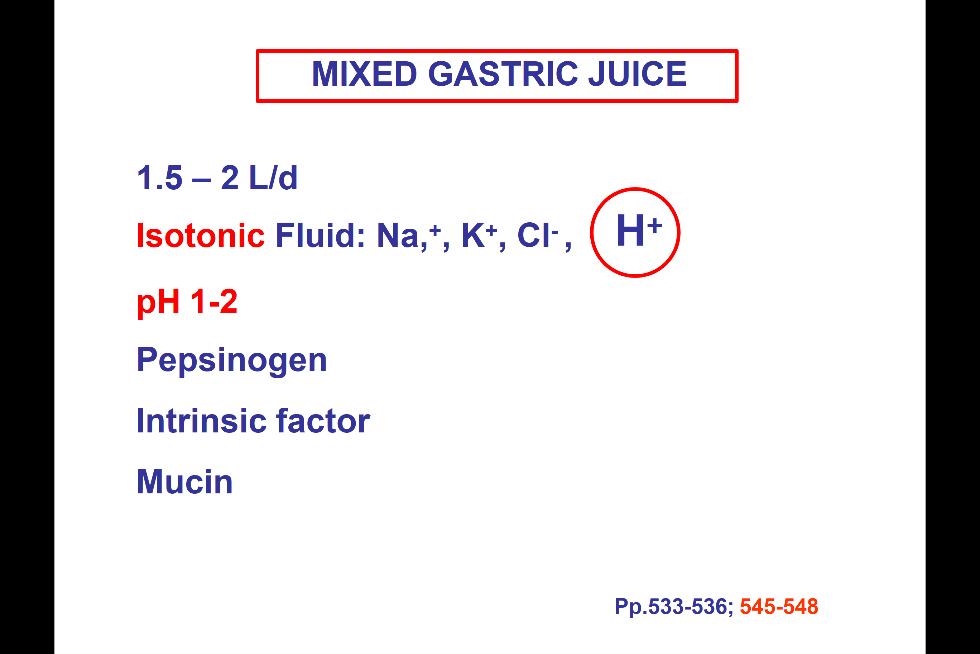 MIXED GASTRIC JUICE
1.5 – 2 L/d
Isotonic Fluid: Na,⁺, K⁺, Cl⁻, H⁺
pH 1-2
Pepsinogen
Intrinsic factor
Mucin
Pp.533-536; 545-548